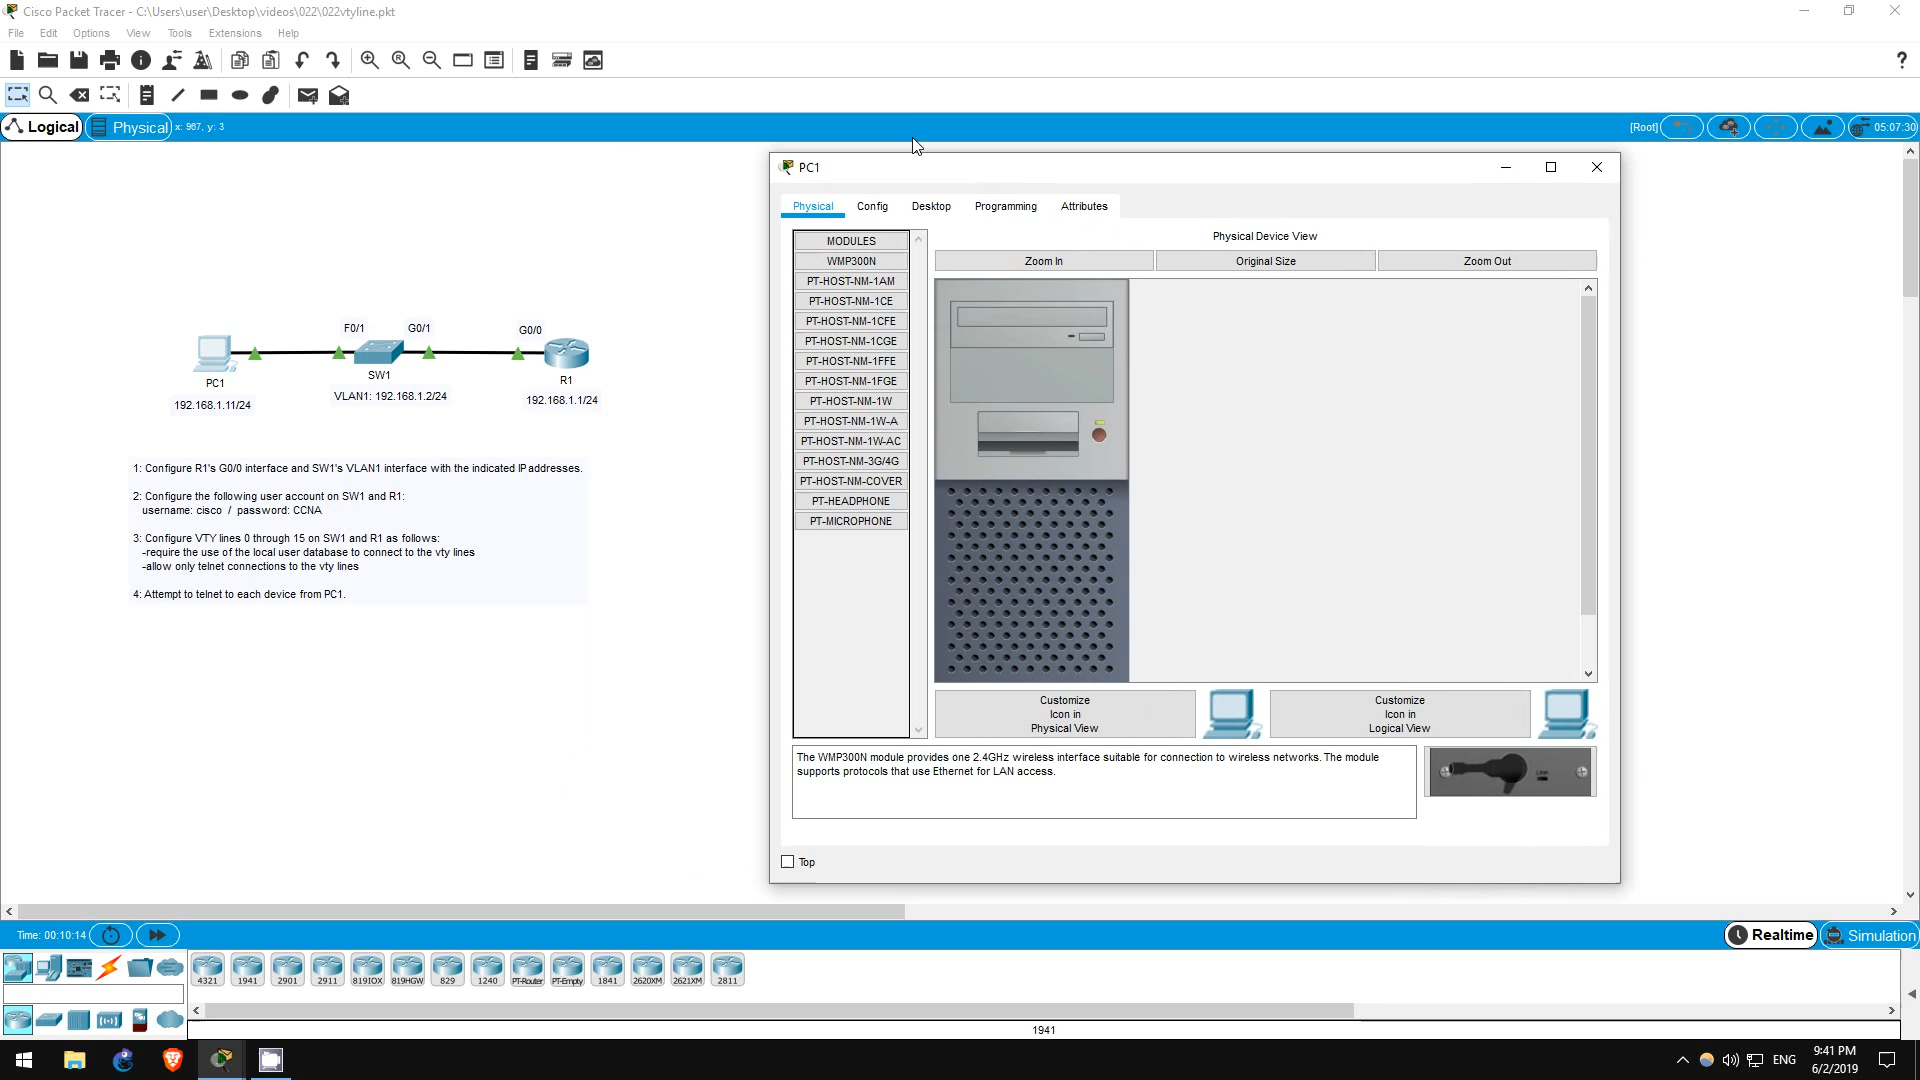 Cisco Packet Tracer - C:\Users\user\Desktop\videos\022\022vtyline.pkt
File Edit Options View Tools Extensions Help
Logical Physical x: 967, y: 3 [Root] 05:07:30
PC1
Physical Config Desktop Programming Attributes
MODULES
WMP300N
PT-HOST-NM-1AM
PT-HOST-NM-1CE
PT-HOST-NM-1CFE
PT-HOST-NM-1CGE
PT-HOST-NM-1FFE
PT-HOST-NM-1FGE
PT-HOST-NM-1W
PT-HOST-NM-1W-A
PT-HOST-NM-1W-AC
PT-HOST-NM-3G/4G
PT-HOST-NM-COVER
PT-HEADPHONE
PT-MICROPHONE
Physical Device View
Zoom In Original Size Zoom Out
Customize
Icon in
Physical View
Customize
Icon in
Logical View
The WMP300N module provides one 2.4GHz wireless interface suitable for connection to wireless networks. The module
supports protocols that use Ethernet for LAN access.
Top
F0/1 G0/1 G0/0
PC1 SW1 R1
192.168.1.11/24 VLAN1: 192.168.1.2/24 192.168.1.1/24
1: Configure R1's G0/0 interface and SW1's VLAN1 interface with the indicated IP addresses.
2: Configure the following user account on SW1 and R1:
username: cisco / password: CCNA
3: Configure VTY lines 0 through 15 on SW1 and R1 as follows:
-require the use of the local user database to connect to the vty lines
-allow only telnet connections to the vty lines
4: Attempt to telnet to each device from PC1.
Time: 00:10:14 Realtime Simulation
4321 1941 2901 2911 819IOX 819HGW 829 1240 PT-Router PT-Empty 1841 2620XM 2621XM 2811
1941
ENG 9:41 PM
6/2/2019